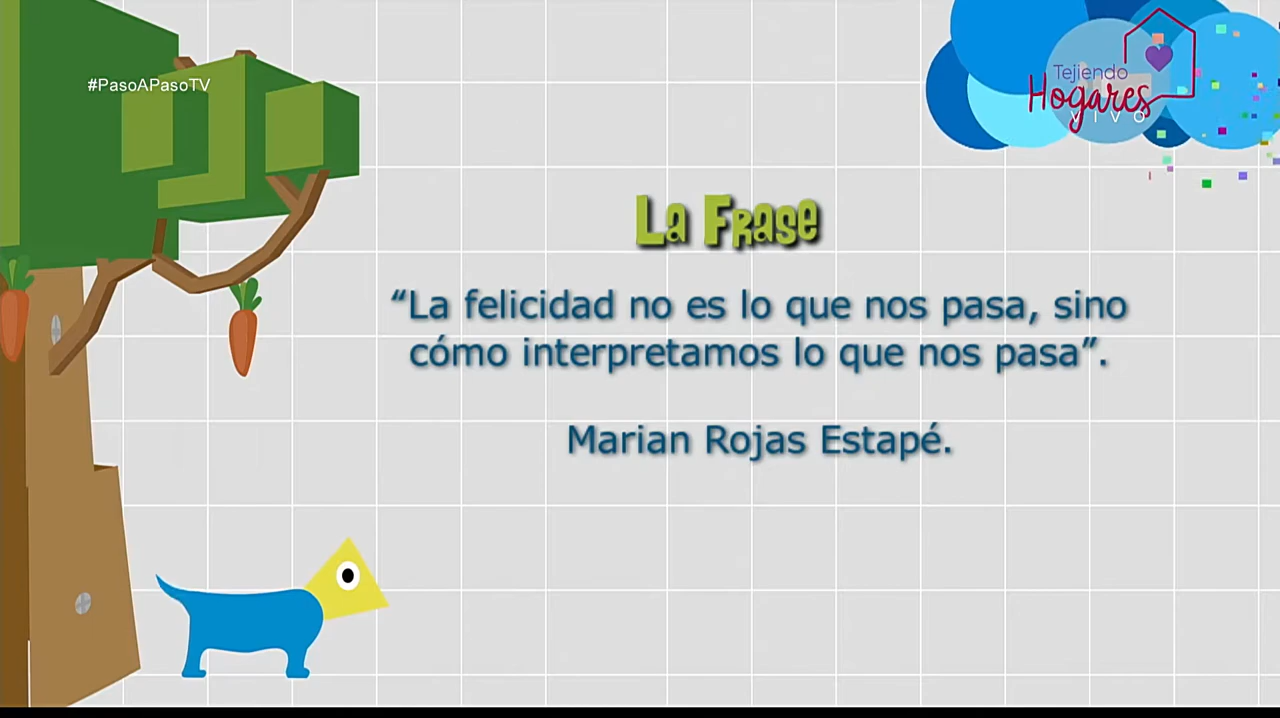 #PasoAPasoTV
Tejiendo
Hogares
VIVO
La Frase
“La felicidad no es lo que nos pasa, sino
cómo interpretamos lo que nos pasa”.
Marian Rojas Estapé.